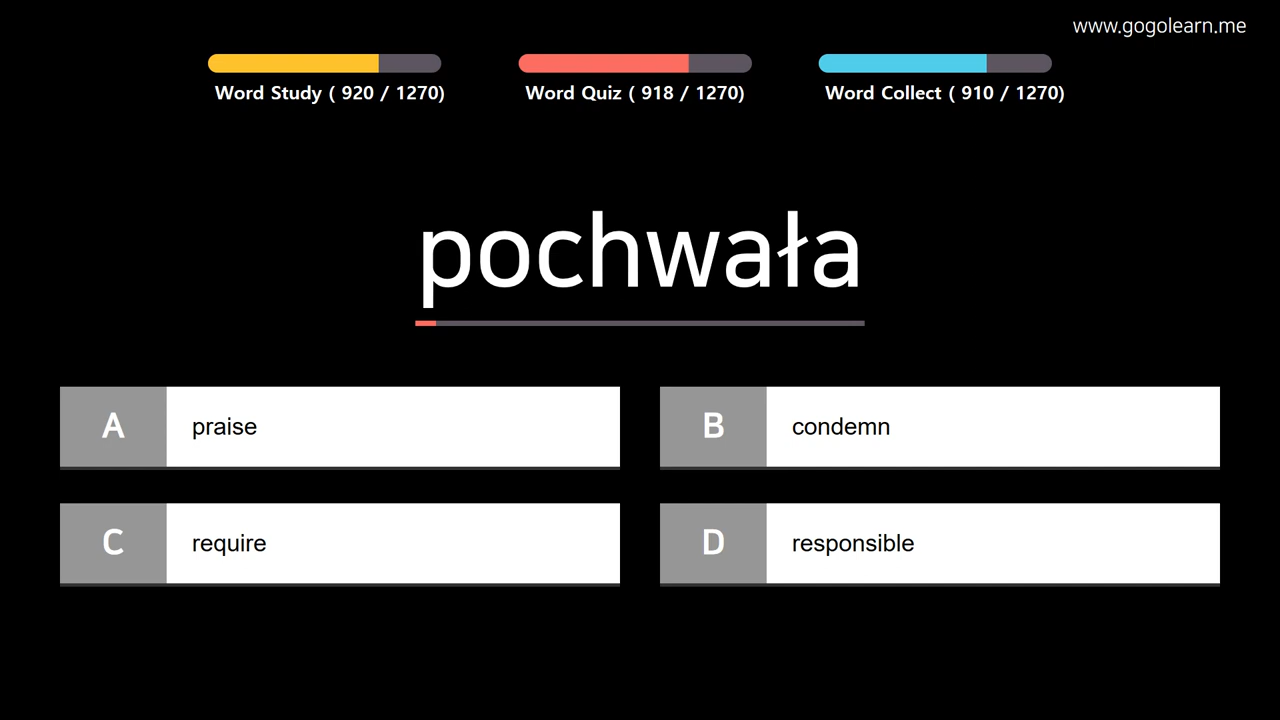 www.gogolearn.me
Word Study ( 920 / 1270)
Word Quiz ( 918 / 1270)
Word Collect ( 910 / 1270)
pochwała
A praise
B condemn
C require
D responsible